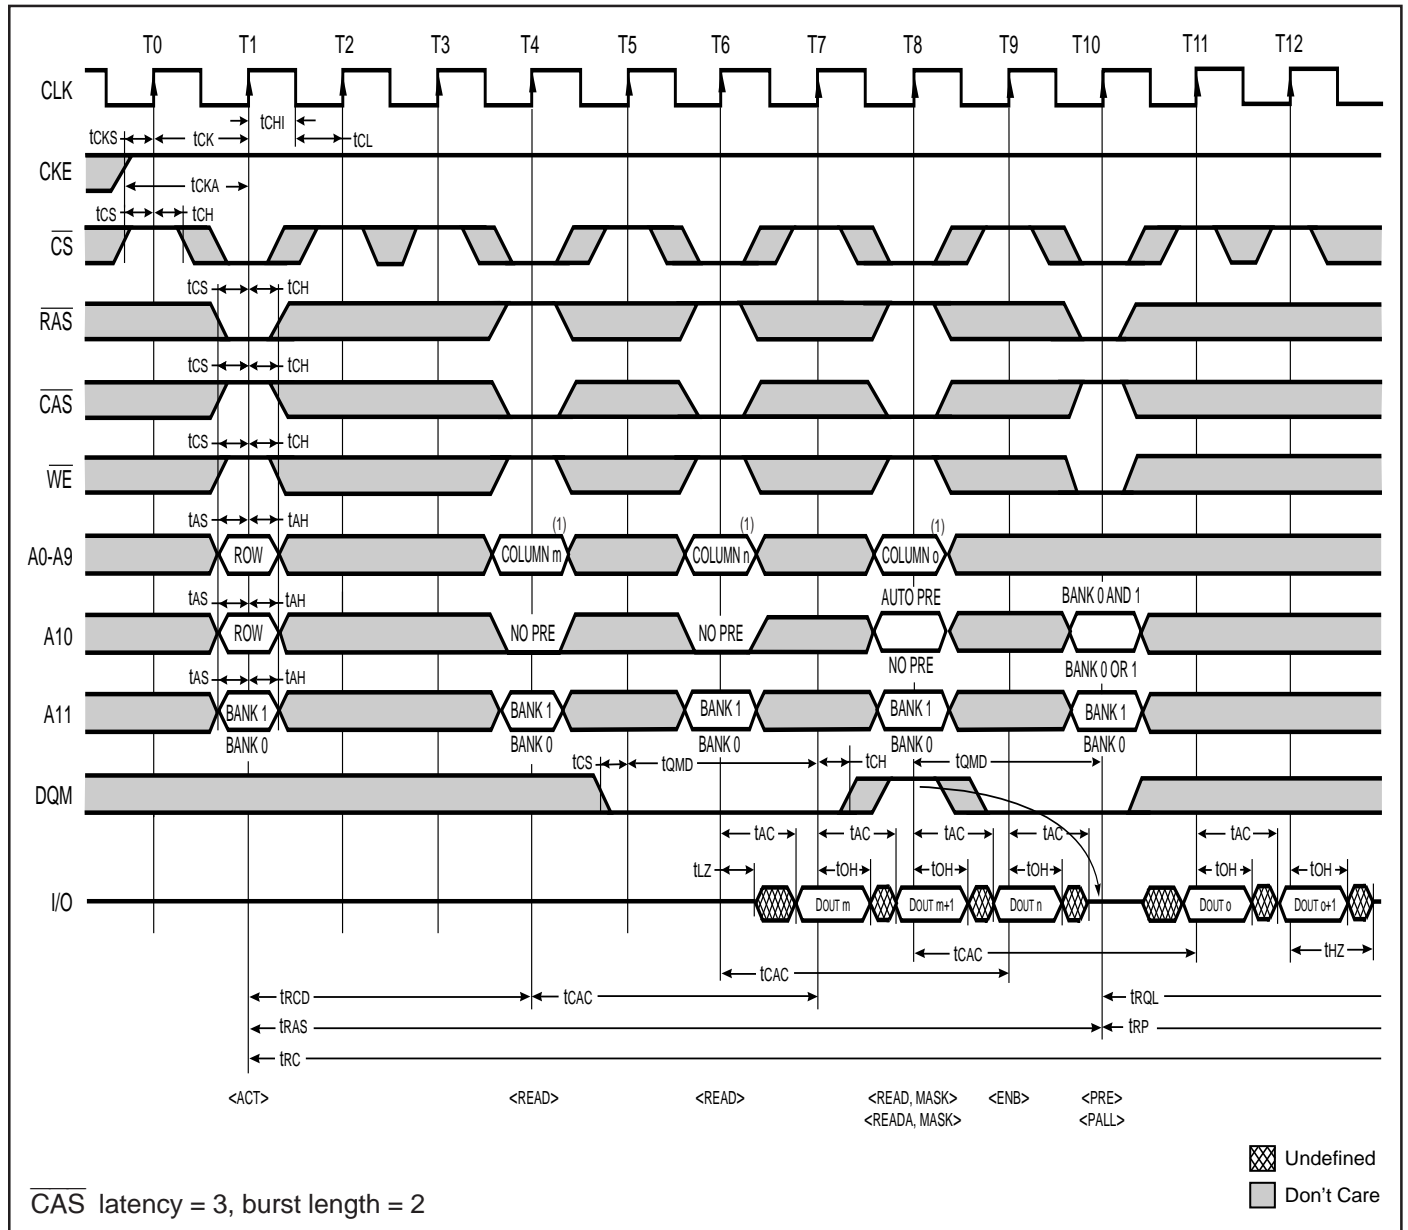 T0 T1 T2 T3 T4 T5 T6 T7 T8 T9 T10 T11 T12
CLK
tCHI
tCKS tCK tCL
CKE
tCKA
tCS tCH
CS
tCS tCH
RAS
tCS tCH
CAS
tCS tCH
WE
tAS tAH (1) (1) (1)
A0-A9 ROW COLUMN m COLUMN n COLUMN o
tAS tAH AUTO PRE BANK 0 AND 1
A10 ROW NO PRE NO PRE
NO PRE BANK 0 OR 1
tAS tAH
A11 BANK 1 BANK 1 BANK 1 BANK 1 BANK 1
BANK 0 BANK 0 BANK 0 BANK 0 BANK 0
tCS tQMD tCH tQMD
DQM
tAC tAC tAC tAC tAC
tLZ tOH tOH tOH tOH tOH
I/O DOUT m DOUT m+1 DOUT n DOUT o DOUT o+1
tCAC tHZ
tCAC
tRCD tCAC tRQL
tRAS tRP
tRC
<ACT> <READ> <READ> <READ, MASK> <ENB> <PRE>
<READA, MASK> <PALL>
Undefined
Don't Care
CAS latency = 3, burst length = 2